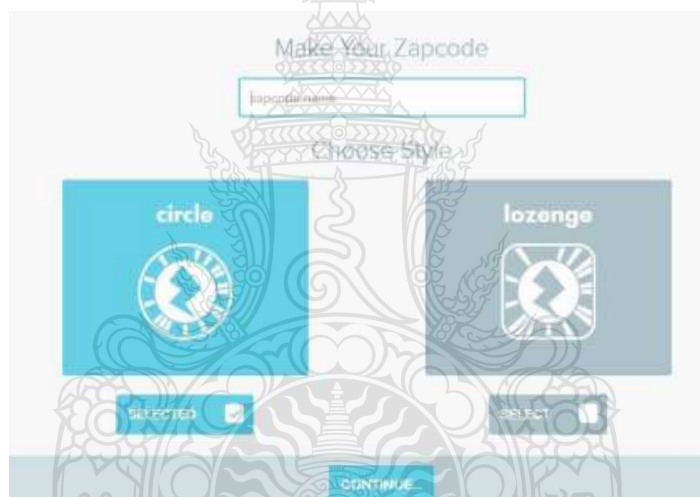 Make Your Zapcode
zapcode name
Choose Style
circle
lozenge
SELECTED
SELECT
CONTINUE...